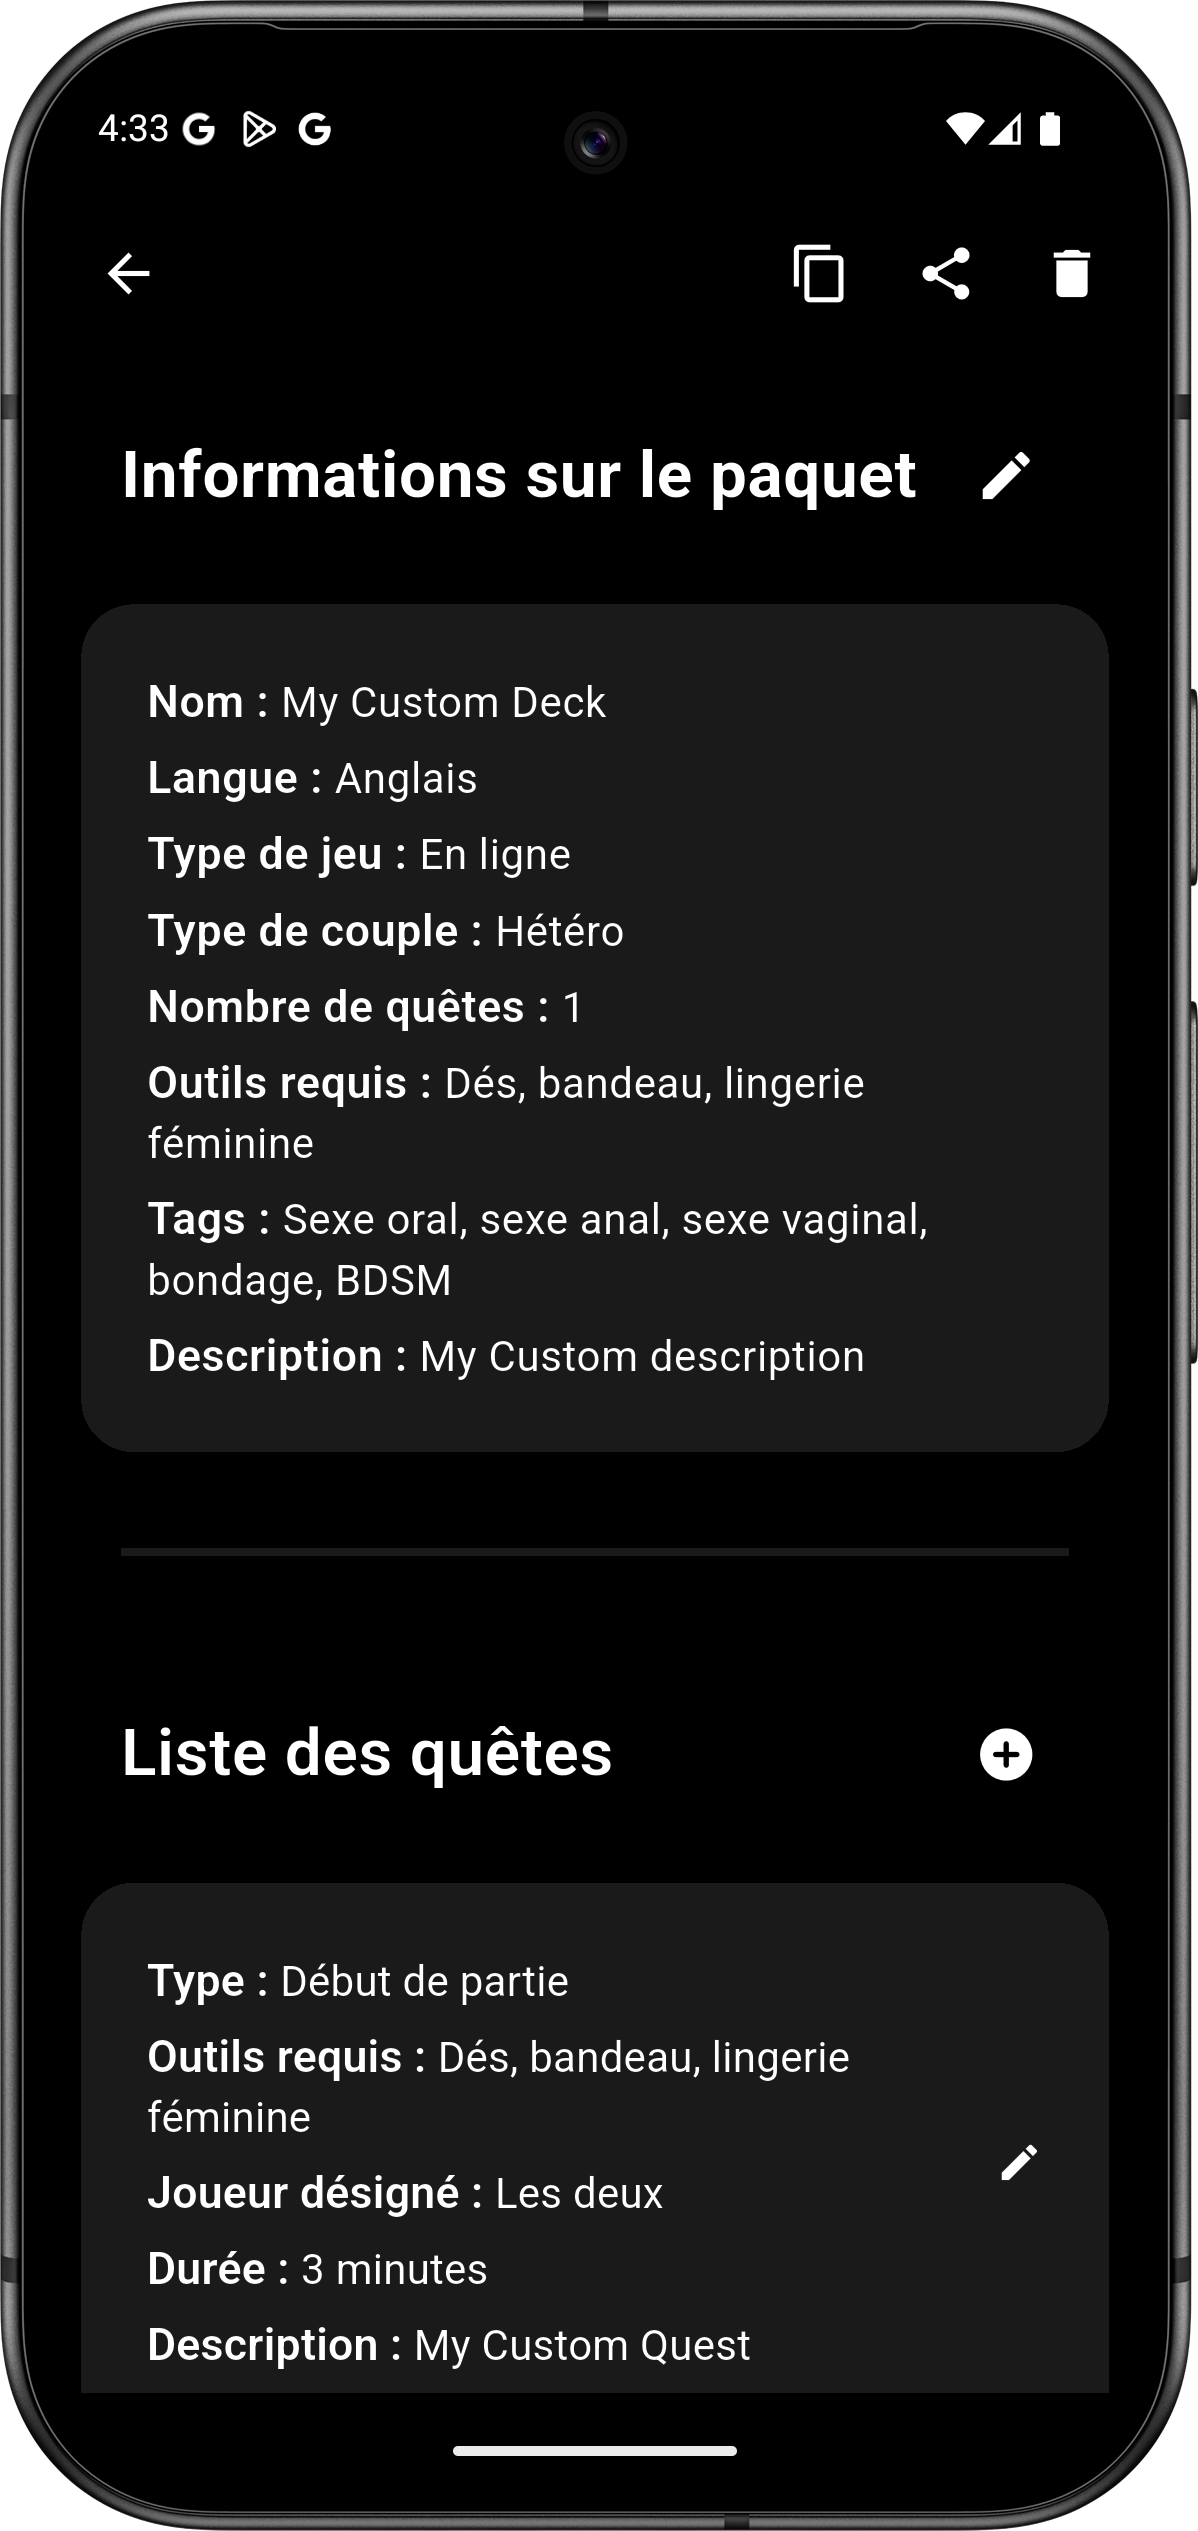 4:33
Informations sur le paquet
Nom : My Custom Deck
Langue : Anglais
Type de jeu : En ligne
Type de couple : Hétéro
Nombre de quêtes : 1
Outils requis : Dés, bandeau, lingerie
féminine
Tags : Sexe oral, sexe anal, sexe vaginal,
bondage, BDSM
Description : My Custom description
Liste des quêtes
Type : Début de partie
Outils requis : Dés, bandeau, lingerie
féminine
Joueur désigné : Les deux
Durée : 3 minutes
Description : My Custom Quest